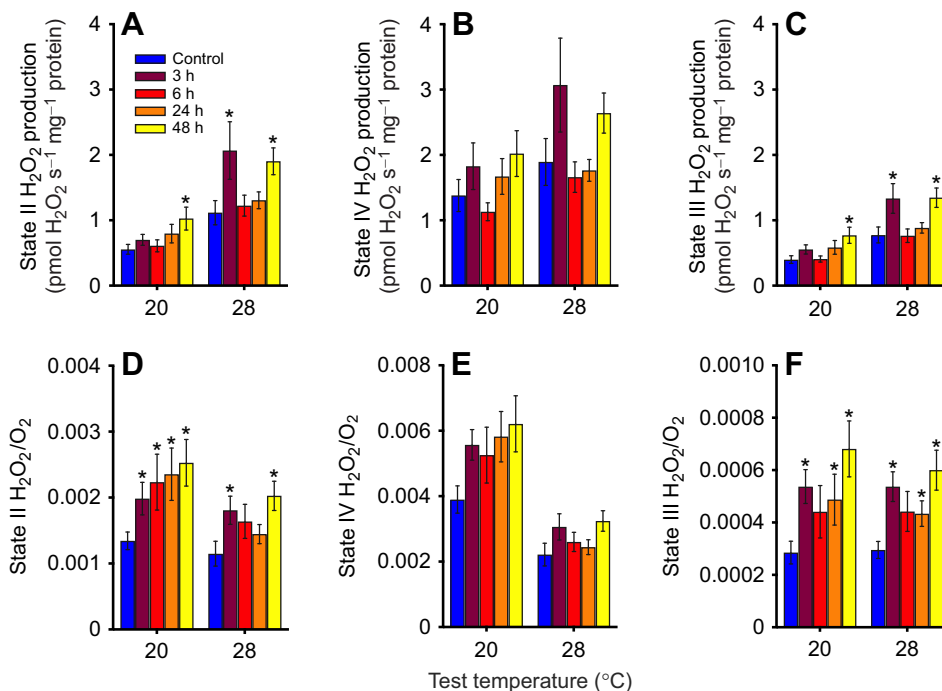 A
State II H₂O₂ production
(pmol H₂O₂ s⁻¹ mg⁻¹ protein)
4
3
2
1
0
Control
3 h
6 h
24 h
48 h
*
*
*
20
28
B
State IV H₂O₂ production
(pmol H₂O₂ s⁻¹ mg⁻¹ protein)
4
3
2
1
0
20
28
C
State III H₂O₂ production
(pmol H₂O₂ s⁻¹ mg⁻¹ protein)
4
3
2
1
0
*
*
*
20
28
D
State II H₂O₂/O₂
0.004
0.003
0.002
0.001
0
* * * *
* *
20
28
E
State IV H₂O₂/O₂
0.008
0.006
0.004
0.002
0
20
28
F
State III H₂O₂/O₂
0.0010
0.0008
0.0006
0.0004
0.0002
0
* * *
* * *
20
28
Test temperature (°C)